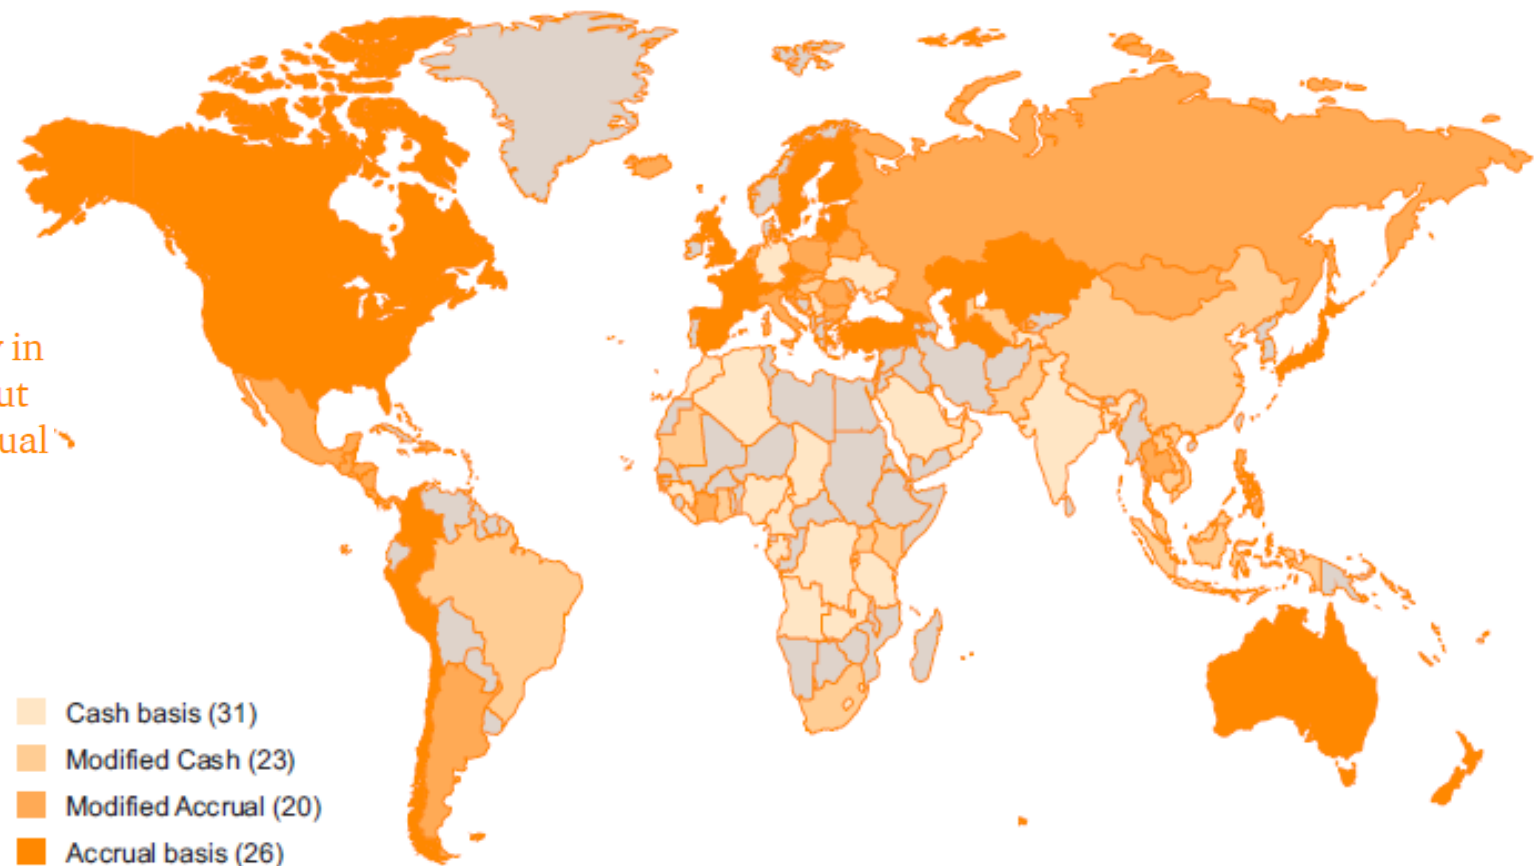 y in
ut
ual
Cash basis (31)
Modified Cash (23)
Modified Accrual (20)
Accrual basis (26)